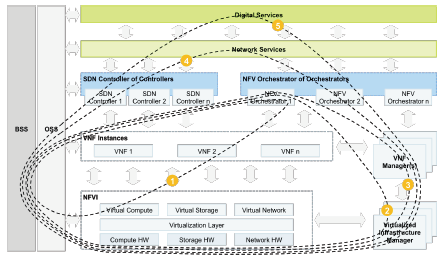 Digital Services
5
Network Services
4
SDN Contoller of Controllers
NFV Orchestrator of Orchestrators
SDN Controller 1
SDN Controller 2
SDN Controller n
NFV Orchestrator 1
NFV Orchestrator 2
NFV Orchestrator n
BSS
OSS
VNF Instances
VNF 1
VNF 2
VNF n
VNF Manager(s)
1
3
2
NFVI
Virtual Compute
Virtual Storage
Virtual Network
Virtualization Layer
Compute HW
Storage HW
Network HW
Virtualized Infrastructure Manager